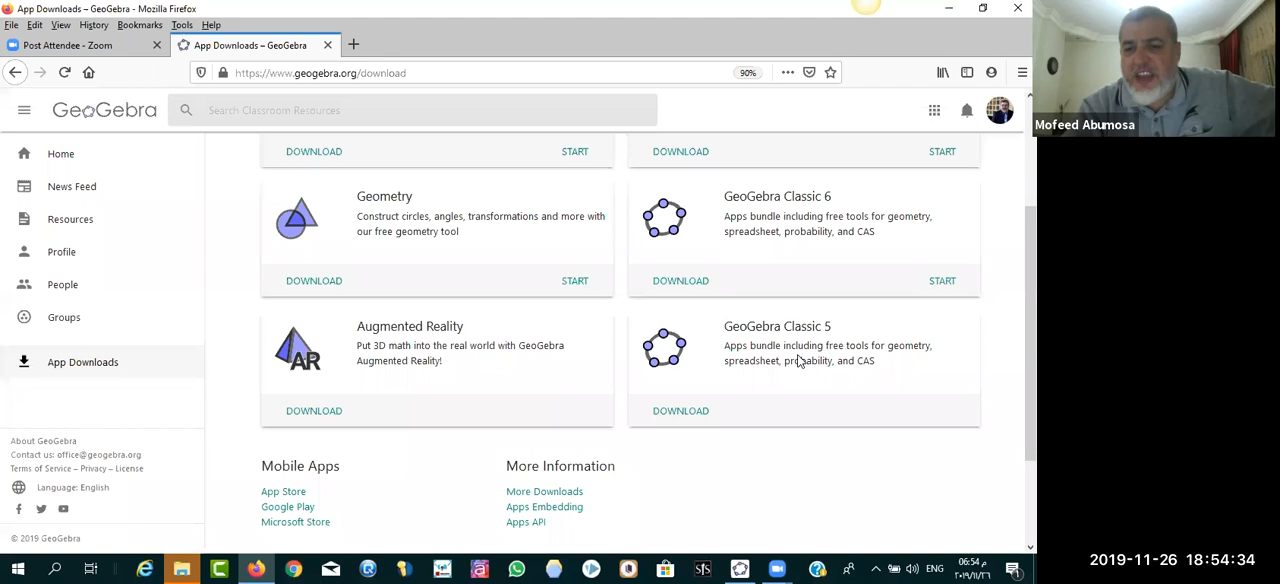 App Downloads – GeoGebra - Mozilla Firefox
File Edit View History Bookmarks Tools Help
Post Attendee - Zoom
App Downloads – GeoGebra
https://www.geogebra.org/download
90%
GeoGebra
Search Classroom Resources
Home
News Feed
Resources
Profile
People
Groups
App Downloads
About GeoGebra
Contact us: office@geogebra.org
Terms of Service – Privacy – License
Language: English
© 2019 GeoGebra
DOWNLOAD START
DOWNLOAD START
Geometry
Construct circles, angles, transformations and more with
our free geometry tool
DOWNLOAD START
GeoGebra Classic 6
Apps bundle including free tools for geometry,
spreadsheet, probability, and CAS
DOWNLOAD START
Augmented Reality
Put 3D math into the real world with GeoGebra
Augmented Reality!
AR
DOWNLOAD
GeoGebra Classic 5
Apps bundle including free tools for geometry,
spreadsheet, probability, and CAS
DOWNLOAD
Mobile Apps
App Store
Google Play
Microsoft Store
More Information
More Downloads
Apps Embedding
Apps API
Mofeed Abumosa
2019-11-26 18:54:34
ENG
06:54 م
٢٠١٩/١١/٢٦